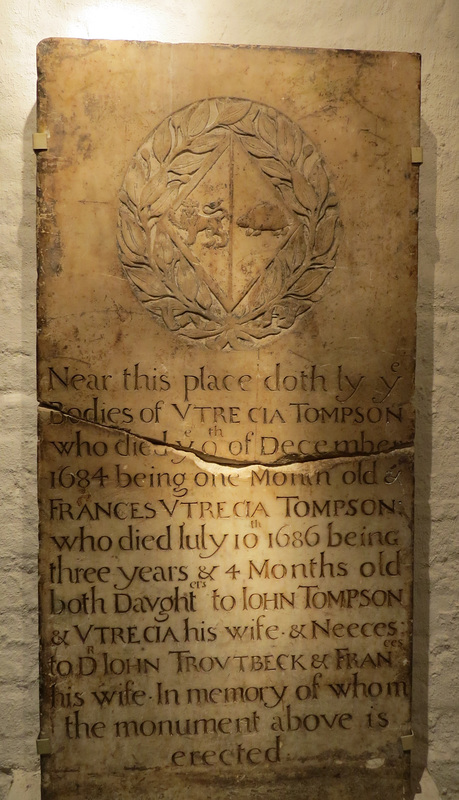 Near this place doth ly yᵉ
Bodies of VTRECIA TOMPSON
who died yᵉ 9ᵗʰ of December
1684 being one Month old &
FRANCES VTRECIA TOMPSON
who died Iuly 10ᵗʰ 1686 being
three years & 4 Months old
both Davghtᵉʳˢ to IOHN TOMPSON
& VTRECIA his wife · & Neeces
to Dᴿ IOHN TROVTBECK & FRANᶜᵉˢ
his wife · In memory of whom
the monument above is
erected